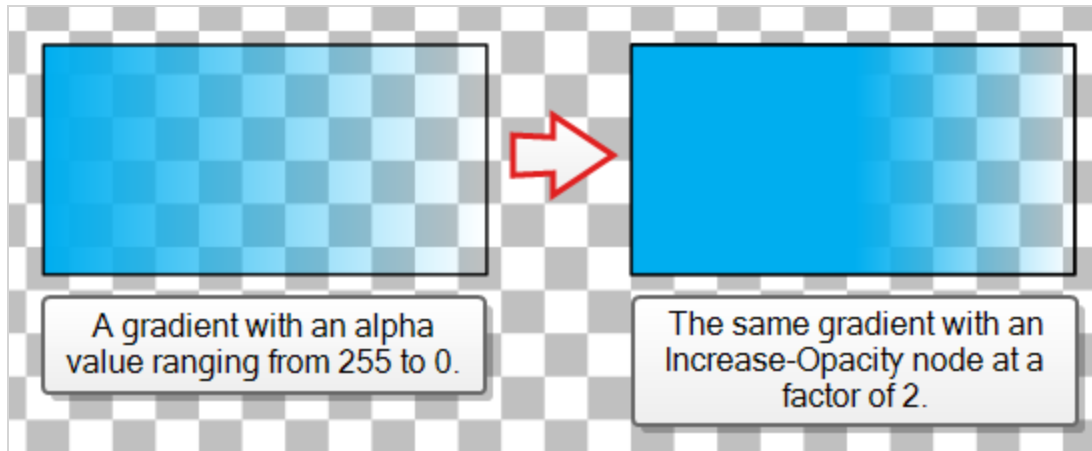 A gradient with an alpha
value ranging from 255 to 0.
The same gradient with an
Increase-Opacity node at a
factor of 2.